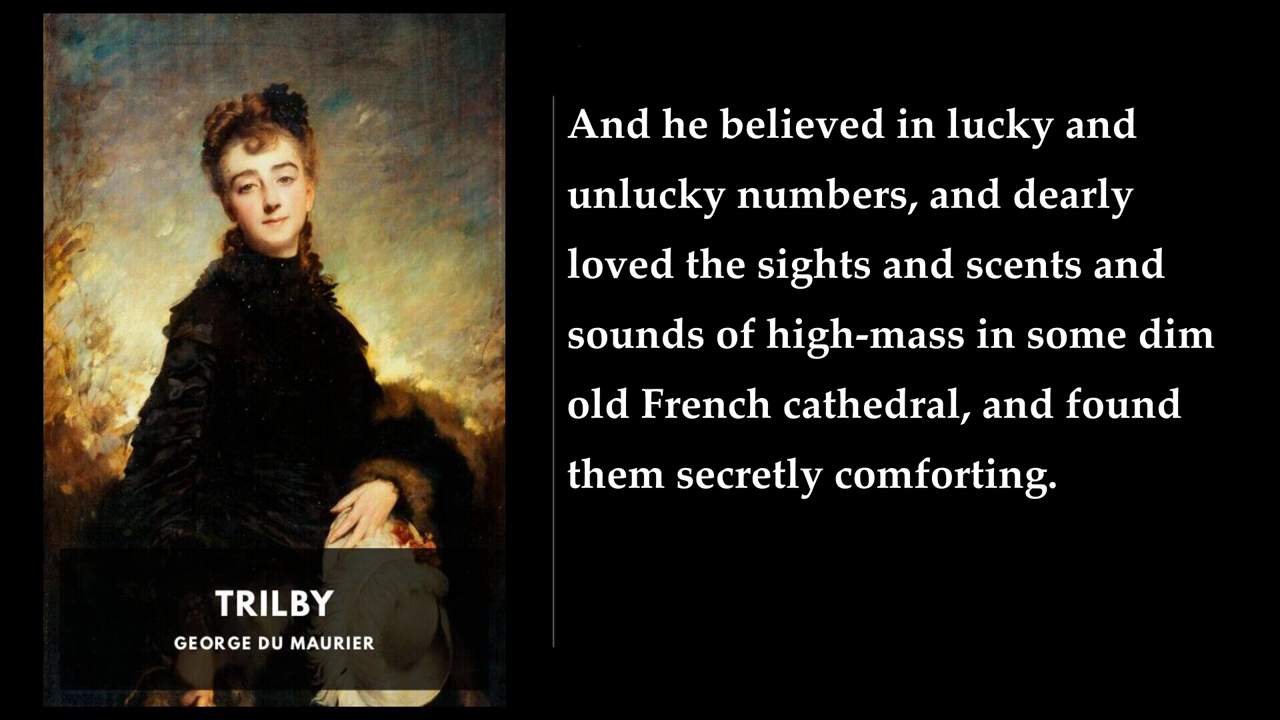 And he believed in lucky and
unlucky numbers, and dearly
loved the sights and scents and
sounds of high-mass in some dim
old French cathedral, and found
them secretly comforting.
TRILBY
GEORGE DU MAURIER